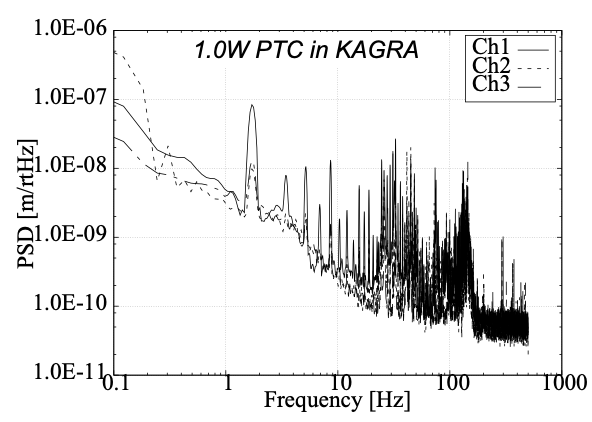 1.0W PTC in KAGRA
Ch1
Ch2
Ch3
1.0E-06
1.0E-07
1.0E-08
1.0E-09
1.0E-10
1.0E-11
PSD [m/rtHz]
0.1 1 10 100 1000
Frequency [Hz]